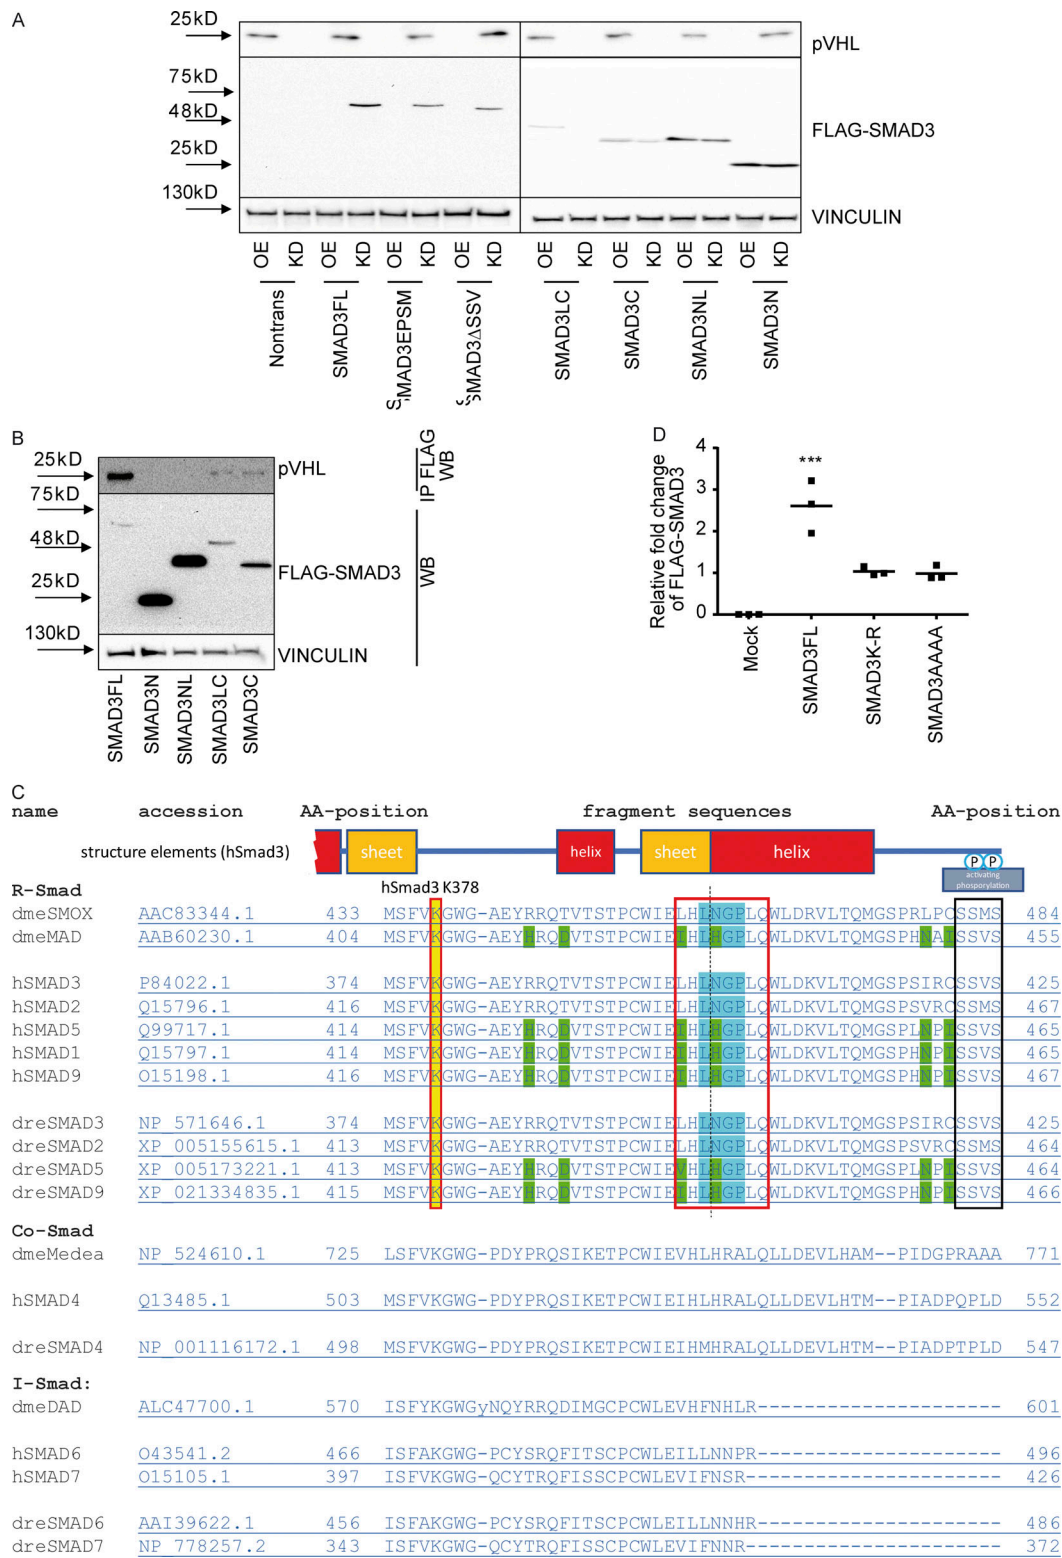 A
25kD
pVHL
75kD
48kD
FLAG-SMAD3
25kD
130kD
VINCULIN
OE KD OE KD OE KD OE KD OE KD OE KD OE KD OE KD
Nontrans SMAD3FL SMAD3EPSM SMAD3ΔSSV SMAD3LC SMAD3C SMAD3NL SMAD3N
B
25kD
pVHL
IP FLAG
WB
75kD
48kD
FLAG-SMAD3
WB
25kD
130kD
VINCULIN
SMAD3FL SMAD3N SMAD3NL SMAD3LC SMAD3C
D
Relative fold change
of FLAG-SMAD3
4
3
2
1
0
***
Mock SMAD3FL SMAD3K-R SMAD3AAAA
C
name accession AA-position fragment sequences AA-position
structure elements (hSmad3) sheet helix sheet helix
P P
activating
phosporylation
hSmad3 K378
R-Smad
dmeSMOX AAC83344.1 433 MSFVKGWG-AEYRRQTVTSTPCWIELHLNGPLQWLDRVLTQMGSPRLPCSSMS 484
dmeMAD AAB60230.1 404 MSFVKGWG-AEYHRQDVTSTPCWIEIHLHGPLQWLDKVLTQMGSPHNAISSVS 455
hSMAD3 P84022.1 374 MSFVKGWG-AEYRRQTVTSTPCWIELHLNGPLQWLDKVLTQMGSPSIRCSSVS 425
hSMAD2 Q15796.1 416 MSFVKGWG-AEYRRQTVTSTPCWIELHLNGPLQWLDKVLTQMGSPSVRCSSMS 467
hSMAD5 Q99717.1 414 MSFVKGWG-AEYHRQDVTSTPCWIEIHLHGPLQWLDKVLTQMGSPLNPISSVS 465
hSMAD1 Q15797.1 414 MSFVKGWG-AEYHRQDVTSTPCWIEIHLHGPLQWLDKVLTQMGSPHNPISSVS 465
hSMAD9 O15198.1 416 MSFVKGWG-AEYHRQDVTSTPCWIEIHLHGPLQWLDKVLTQMGSPHNPISSVS 467
dreSMAD3 NP_571646.1 374 MSFVKGWG-AEYRRQTVTSTPCWIELHLNGPLQWLDKVLTQMGSPSIRCSSVS 425
dreSMAD2 XP_005155615.1 413 MSFVKGWG-AEYRRQTVTSTPCWIELHLNGPLQWLDKVLTQMGSPSVRCSSMS 464
dreSMAD5 XP_005173221.1 413 MSFVKGWG-AEYHRQDVTSTPCWIEVHLHGPLQWLDKVLTQMGSPLNPISSVS 464
dreSMAD9 XP_021334835.1 415 MSFVKGWG-AEYHRQDVTSTPCWIEIHLHGPLQWLDKVLTQMGSPHNPISSVS 466
Co-Smad
dmeMedea NP_524610.1 725 LSFVKGWG-PDYPRQSIKETPCWIEVHLHRALQLLDEVLHAM--PIDGPRAAA 771
hSMAD4 Q13485.1 503 MSFVKGWG-PDYPRQSIKETPCWIEIHLHRALQLLDEVLHTM--PIADPQPLD 552
dreSMAD4 NP_001116172.1 498 MSFVKGWG-PDYPRQSIKETPCWIEIHMHRALQLLDEVLHTM--PIADPTPLD 547
I-Smad:
dmeDAD ALC47700.1 570 ISFYKGWGyNQYRRQDIMGCPCWLEVHFNHLR--------------------- 601
hSMAD6 O43541.2 466 ISFAKGWG-PCYSRQFITSCPCWLEILLNNPR--------------------- 496
hSMAD7 O15105.1 397 ISFVKGWG-QCYTRQFISSCPCWLEVIFNSR---------------------- 426
dreSMAD6 AAI39622.1 456 ISFAKGWG-PCYSRQFITSCPCWLEILLNNHR--------------------- 486
dreSMAD7 NP_778257.2 343 ISFVKGWG-QCYSRQFISSCPCWLEVIFNNR---------------------- 372